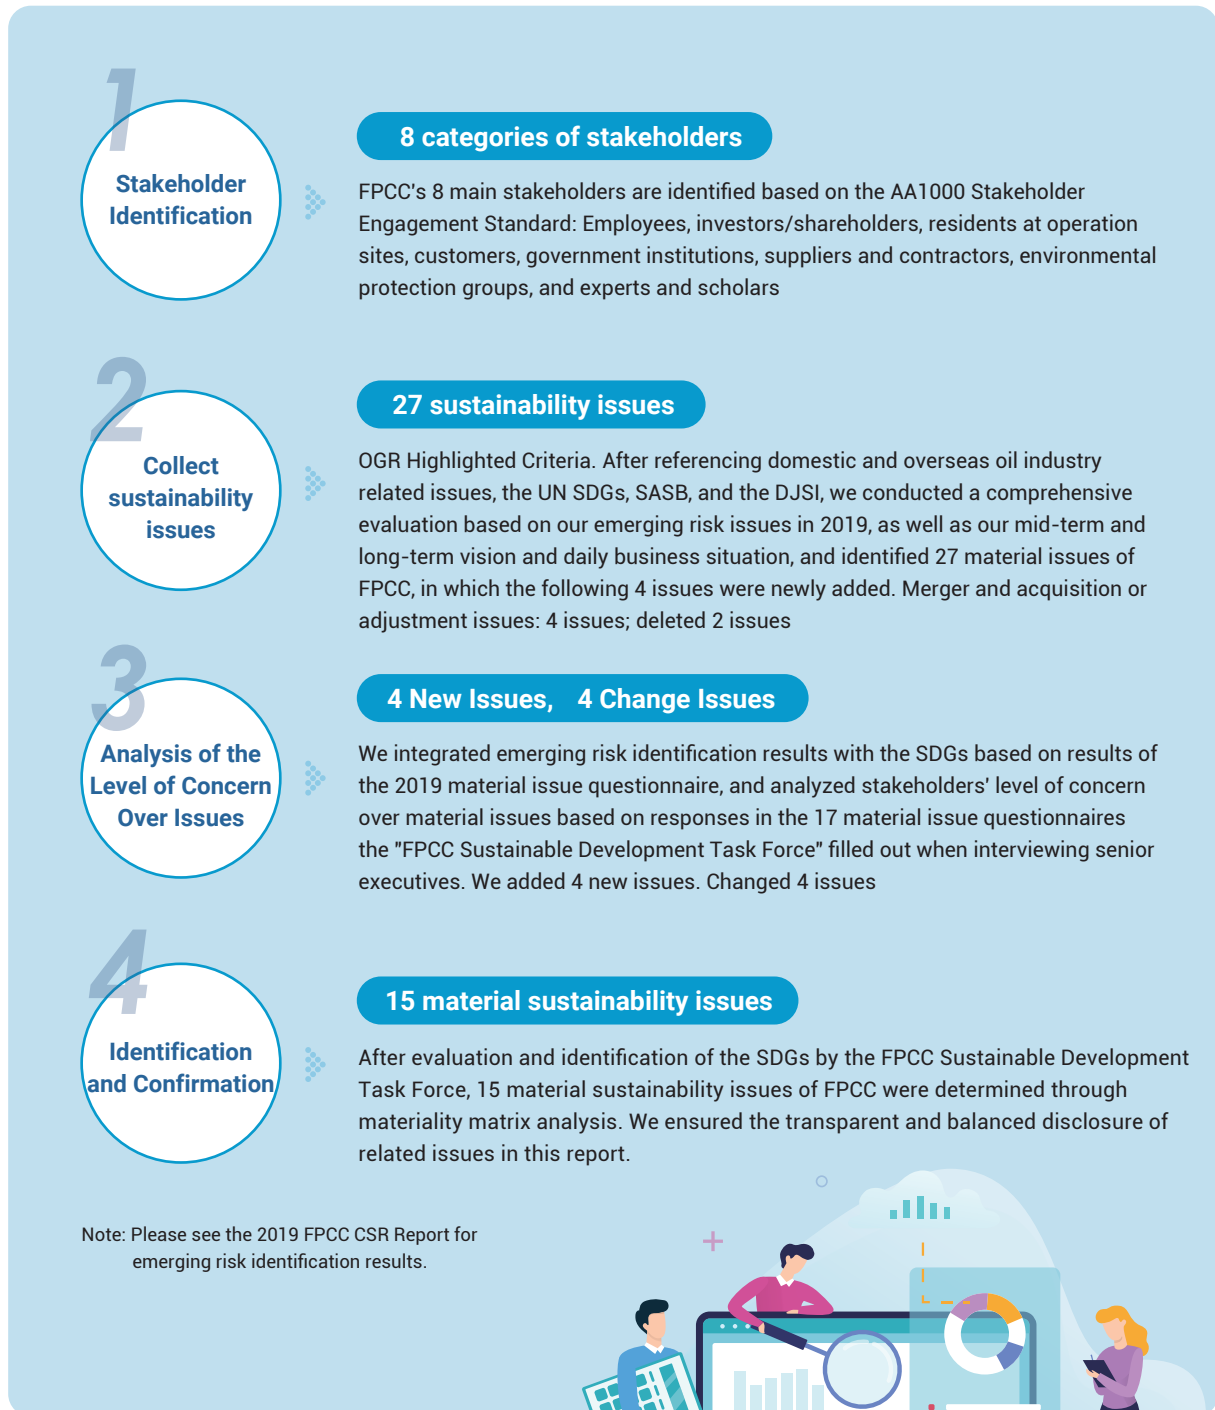 1
Stakeholder
Identification
8 categories of stakeholders
FPCC's 8 main stakeholders are identified based on the AA1000 Stakeholder
Engagement Standard: Employees, investors/shareholders, residents at operation
sites, customers, government institutions, suppliers and contractors, environmental
protection groups, and experts and scholars
2
Collect
sustainability
issues
27 sustainability issues
OGR Highlighted Criteria. After referencing domestic and overseas oil industry
related issues, the UN SDGs, SASB, and the DJSI, we conducted a comprehensive
evaluation based on our emerging risk issues in 2019, as well as our mid-term and
long-term vision and daily business situation, and identified 27 material issues of
FPCC, in which the following 4 issues were newly added. Merger and acquisition or
adjustment issues: 4 issues; deleted 2 issues
3
Analysis of the
Level of Concern
Over Issues
4 New Issues, 4 Change Issues
We integrated emerging risk identification results with the SDGs based on results of
the 2019 material issue questionnaire, and analyzed stakeholders' level of concern
over material issues based on responses in the 17 material issue questionnaires
the "FPCC Sustainable Development Task Force" filled out when interviewing senior
executives. We added 4 new issues. Changed 4 issues
4
Identification
and Confirmation
15 material sustainability issues
After evaluation and identification of the SDGs by the FPCC Sustainable Development
Task Force, 15 material sustainability issues of FPCC were determined through
materiality matrix analysis. We ensured the transparent and balanced disclosure of
related issues in this report.
Note: Please see the 2019 FPCC CSR Report for
emerging risk identification results.